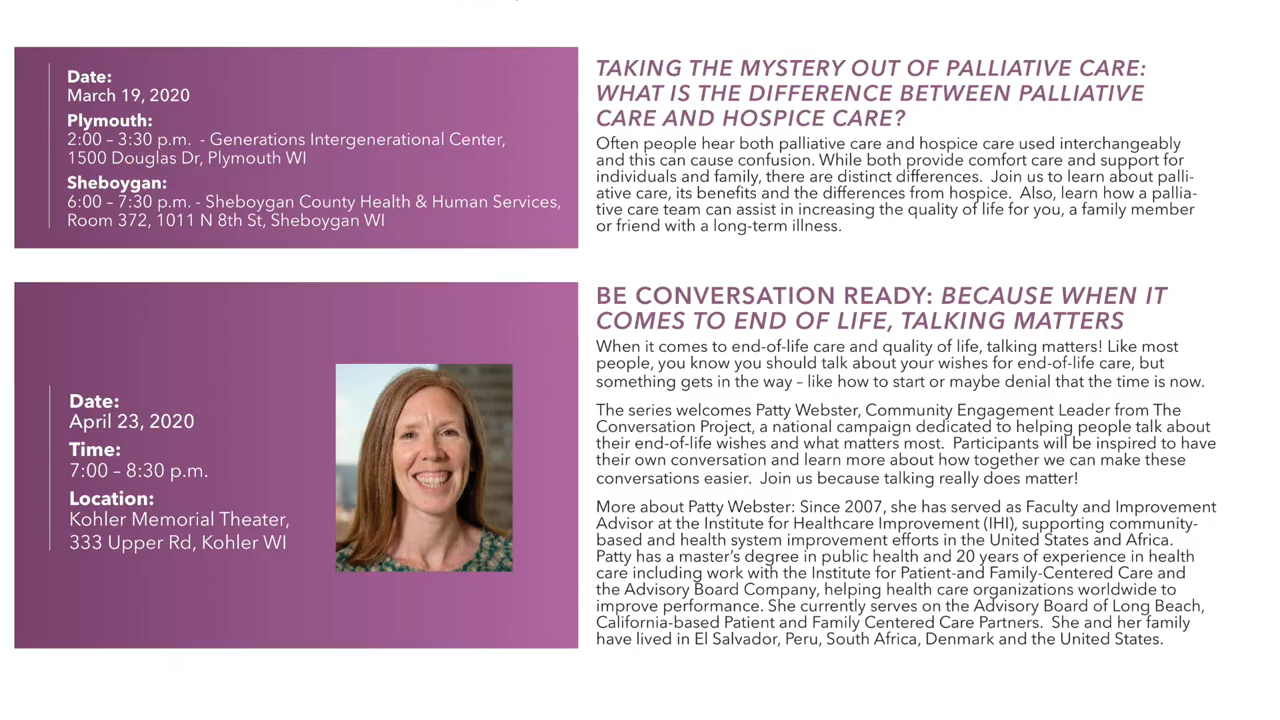 Date:
March 19, 2020
Plymouth:
2:00 – 3:30 p.m.  - Generations Intergenerational Center,
1500 Douglas Dr, Plymouth WI
Sheboygan:
6:00 – 7:30 p.m. - Sheboygan County Health & Human Services,
Room 372, 1011 N 8th St, Sheboygan WI
TAKING THE MYSTERY OUT OF PALLIATIVE CARE:
WHAT IS THE DIFFERENCE BETWEEN PALLIATIVE
CARE AND HOSPICE CARE?
Often people hear both palliative care and hospice care used interchangeably
and this can cause confusion. While both provide comfort care and support for
individuals and family, there are distinct differences.  Join us to learn about palli-
ative care, its benefits and the differences from hospice.  Also, learn how a pallia-
tive care team can assist in increasing the quality of life for you, a family member
or friend with a long-term illness.
Date:
April 23, 2020
Time:
7:00 – 8:30 p.m.
Location:
Kohler Memorial Theater,
333 Upper Rd, Kohler WI
BE CONVERSATION READY: BECAUSE WHEN IT
COMES TO END OF LIFE, TALKING MATTERS
When it comes to end-of-life care and quality of life, talking matters! Like most
people, you know you should talk about your wishes for end-of-life care, but
something gets in the way – like how to start or maybe denial that the time is now.
The series welcomes Patty Webster, Community Engagement Leader from The
Conversation Project, a national campaign dedicated to helping people talk about
their end-of-life wishes and what matters most.  Participants will be inspired to have
their own conversation and learn more about how together we can make these
conversations easier.  Join us because talking really does matter!
More about Patty Webster: Since 2007, she has served as Faculty and Improvement
Advisor at the Institute for Healthcare Improvement (IHI), supporting community-
based and health system improvement efforts in the United States and Africa.
Patty has a master's degree in public health and 20 years of experience in health
care including work with the Institute for Patient-and Family-Centered Care and
the Advisory Board Company, helping health care organizations worldwide to
improve performance. She currently serves on the Advisory Board of Long Beach,
California-based Patient and Family Centered Care Partners.  She and her family
have lived in El Salvador, Peru, South Africa, Denmark and the United States.